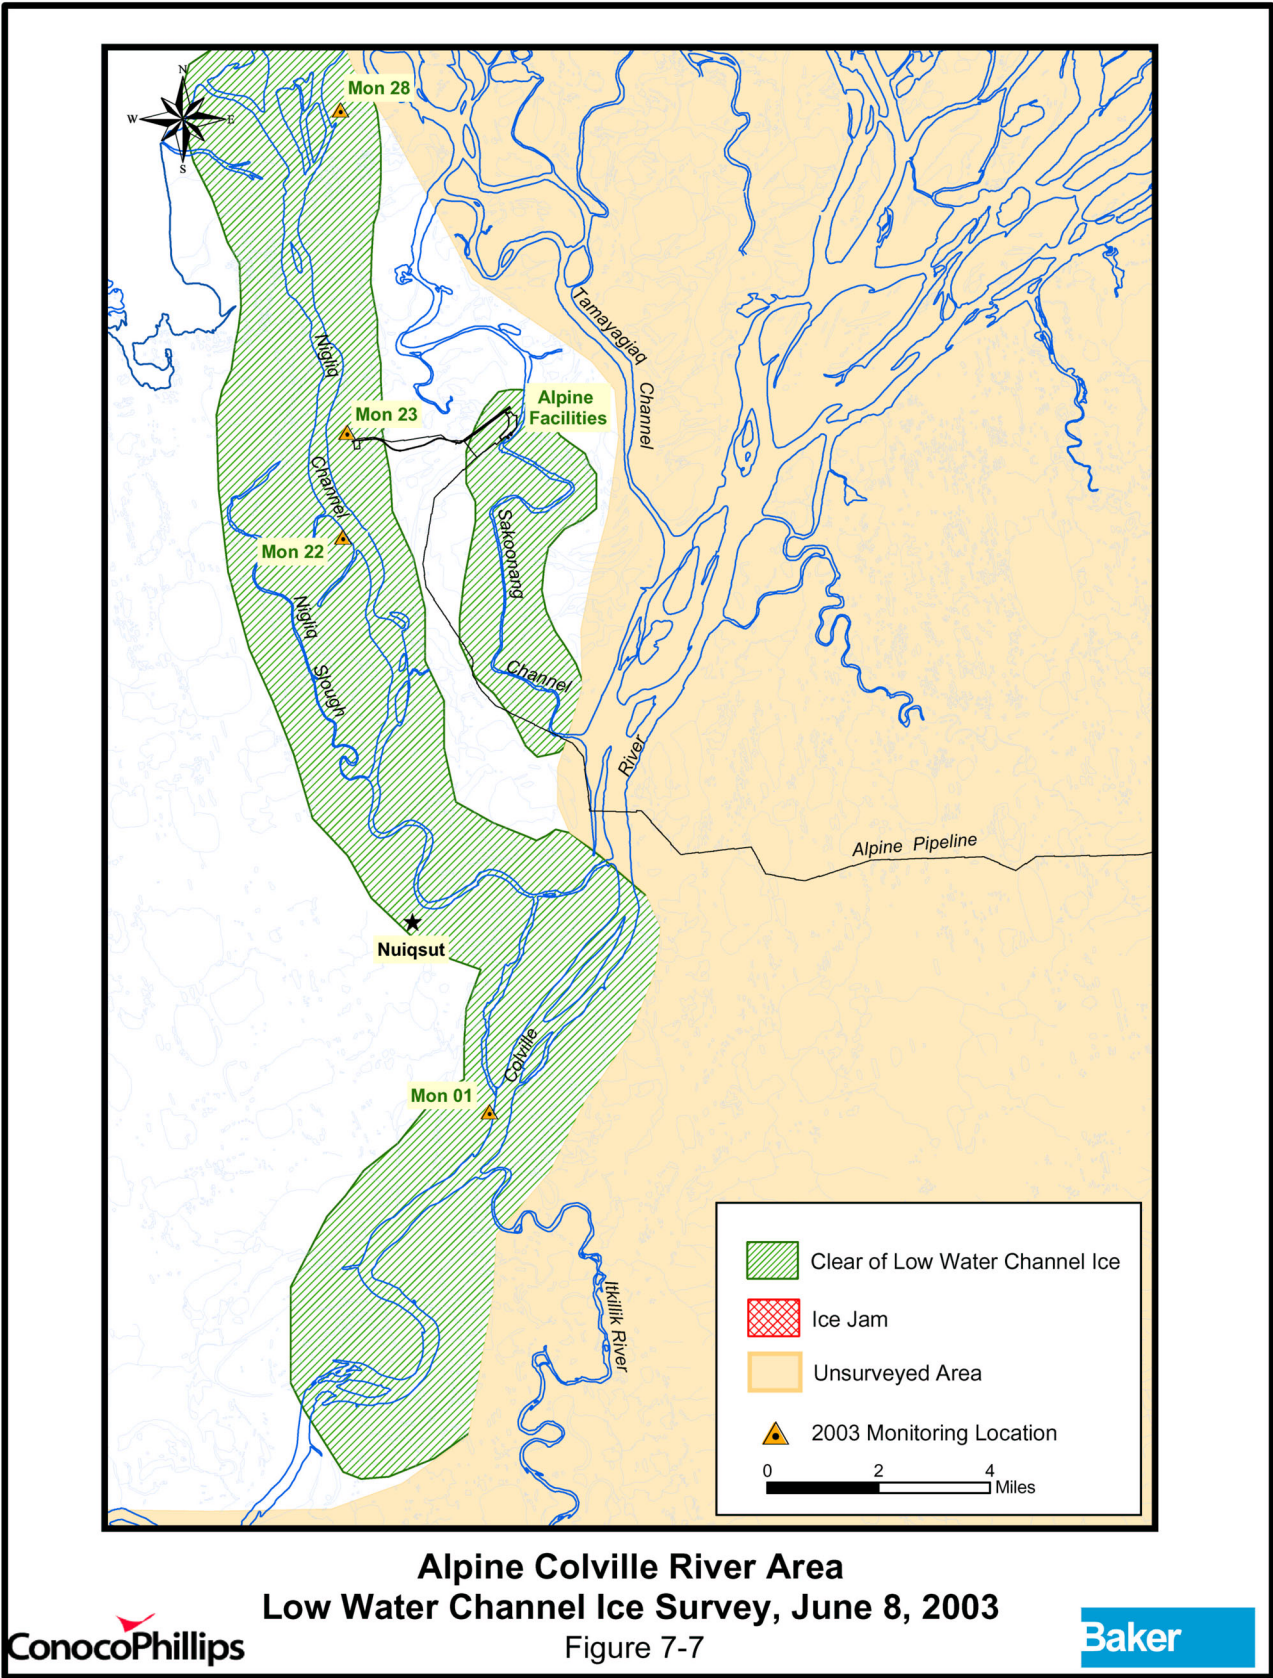 N
W
E
S
Mon 28
Tamayagiaq
Channel
Nigliq
Channel
Mon 23
Alpine
Facilities
Mon 22
Sakoonang
Channel
Nigliq
Slough
River
Alpine Pipeline
Nuiqsut
Colville
Mon 01
Itkillik River
Clear of Low Water Channel Ice
Ice Jam
Unsurveyed Area
2003 Monitoring Location
0 2 4
Miles
Alpine Colville River Area
Low Water Channel Ice Survey, June 8, 2003
Figure 7-7
ConocoPhillips
Baker